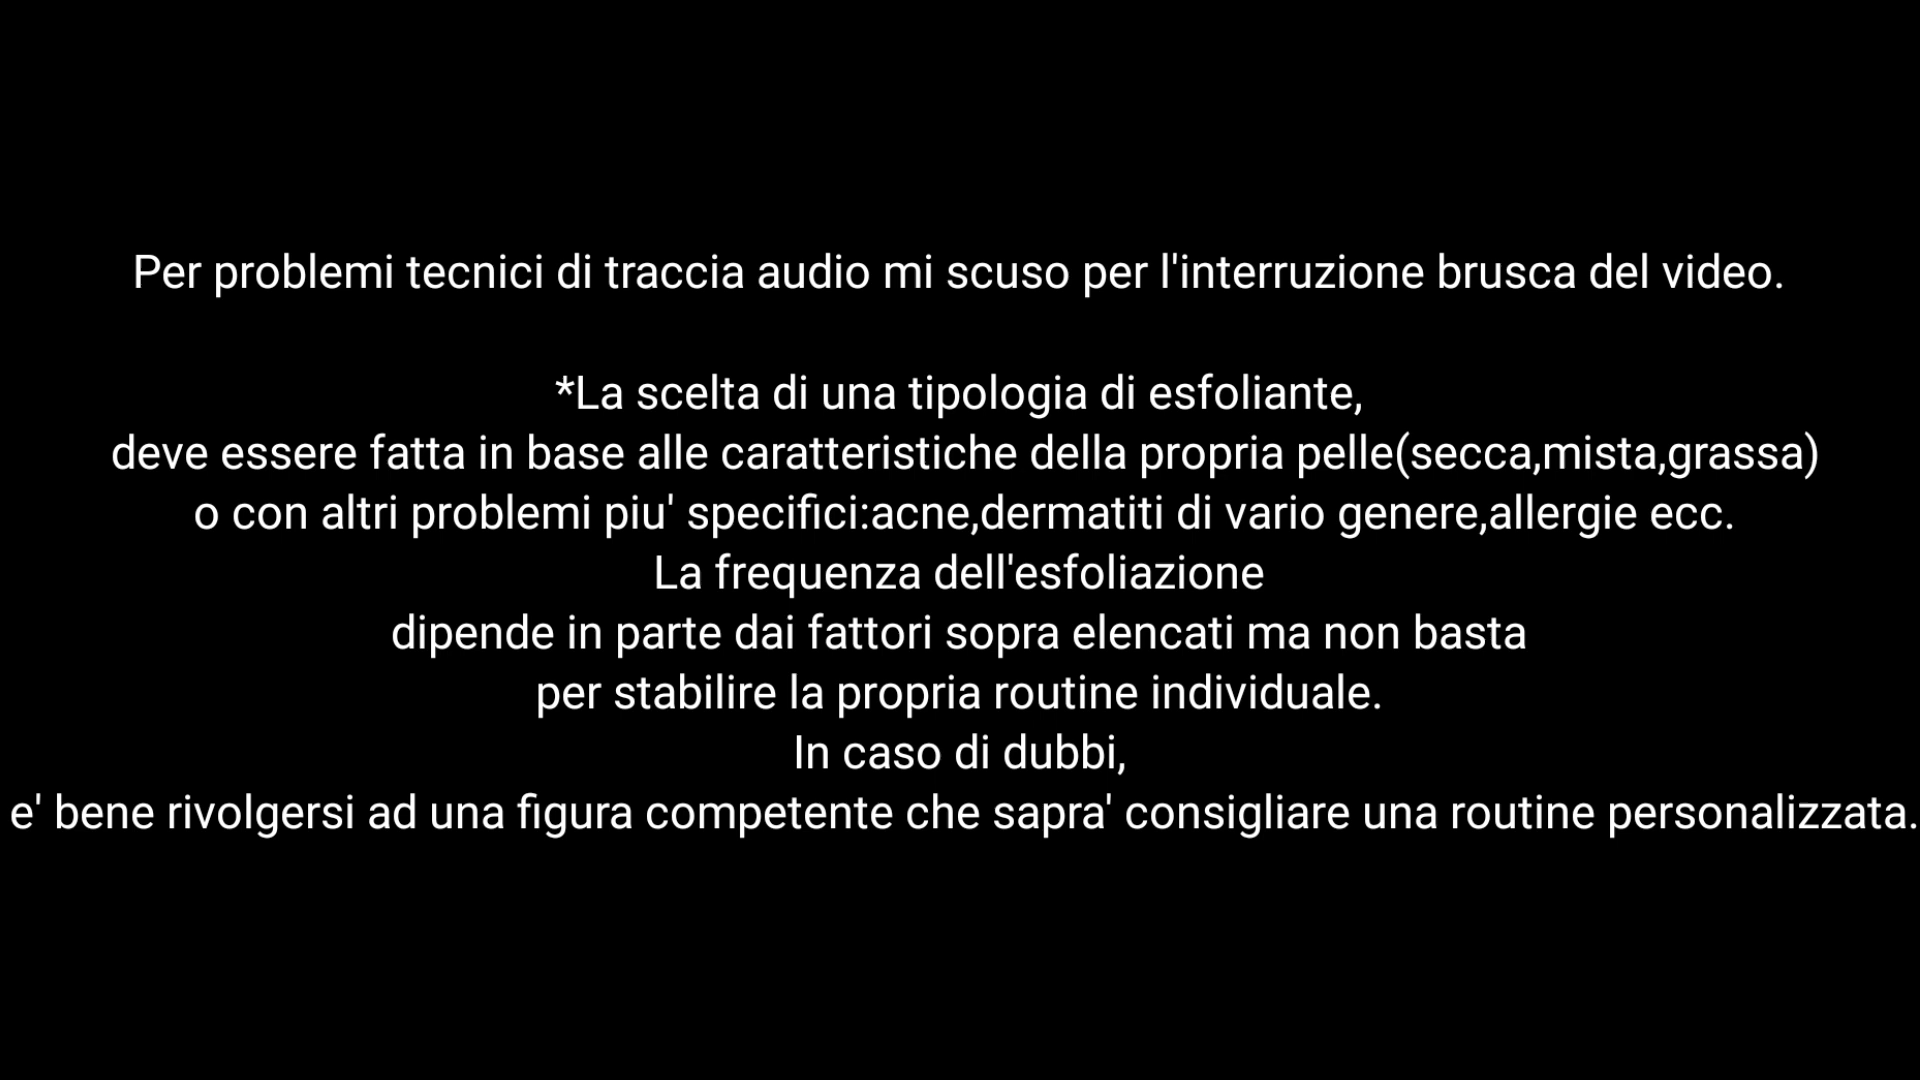 Per problemi tecnici di traccia audio mi scuso per l'interruzione brusca del video.
*La scelta di una tipologia di esfoliante,
deve essere fatta in base alle caratteristiche della propria pelle(secca,mista,grassa)
o con altri problemi piu' specifici:acne,dermatiti di vario genere,allergie ecc.
La frequenza dell'esfoliazione
dipende in parte dai fattori sopra elencati ma non basta
per stabilire la propria routine individuale.
In caso di dubbi,
e' bene rivolgersi ad una figura competente che sapra' consigliare una routine personalizzata.